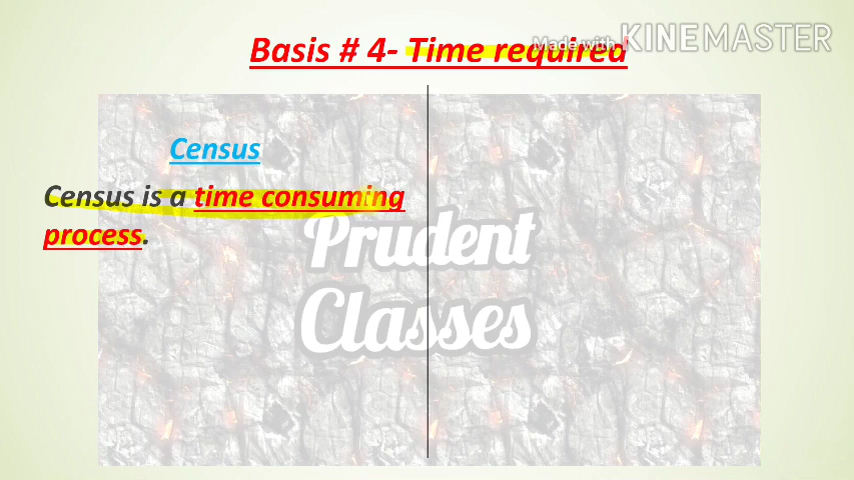 Basis # 4- Time required
Made with KINEMASTER
Census
Census is a time consuming
process.
Prudent
Classes